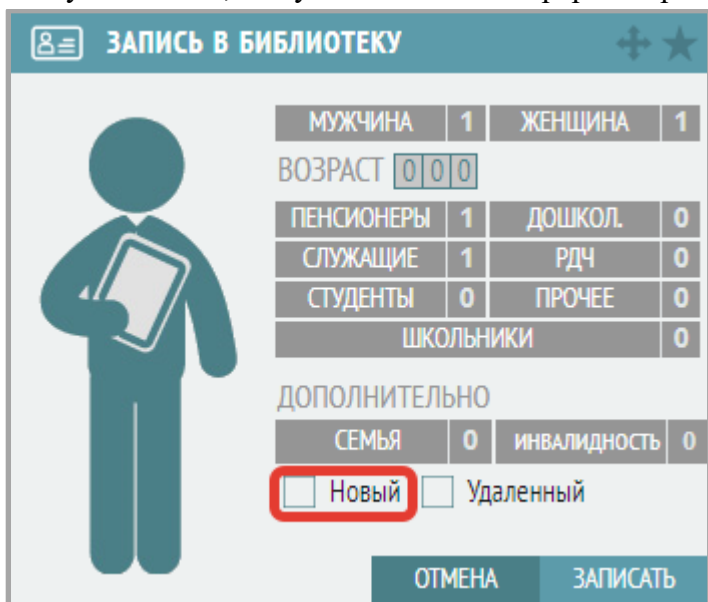 ЗАПИСЬ В БИБЛИОТЕКУ
МУЖЧИНА 1 ЖЕНЩИНА 1
ВОЗРАСТ 0 0 0
ПЕНСИОНЕРЫ 1 ДОШКОЛ. 0
СЛУЖАЩИЕ 1 РДЧ 0
СТУДЕНТЫ 0 ПРОЧЕЕ 0
ШКОЛЬНИКИ 0
ДОПОЛНИТЕЛЬНО
СЕМЬЯ 0 ИНВАЛИДНОСТЬ 0
Новый Удаленный
ОТМЕНА ЗАПИСАТЬ